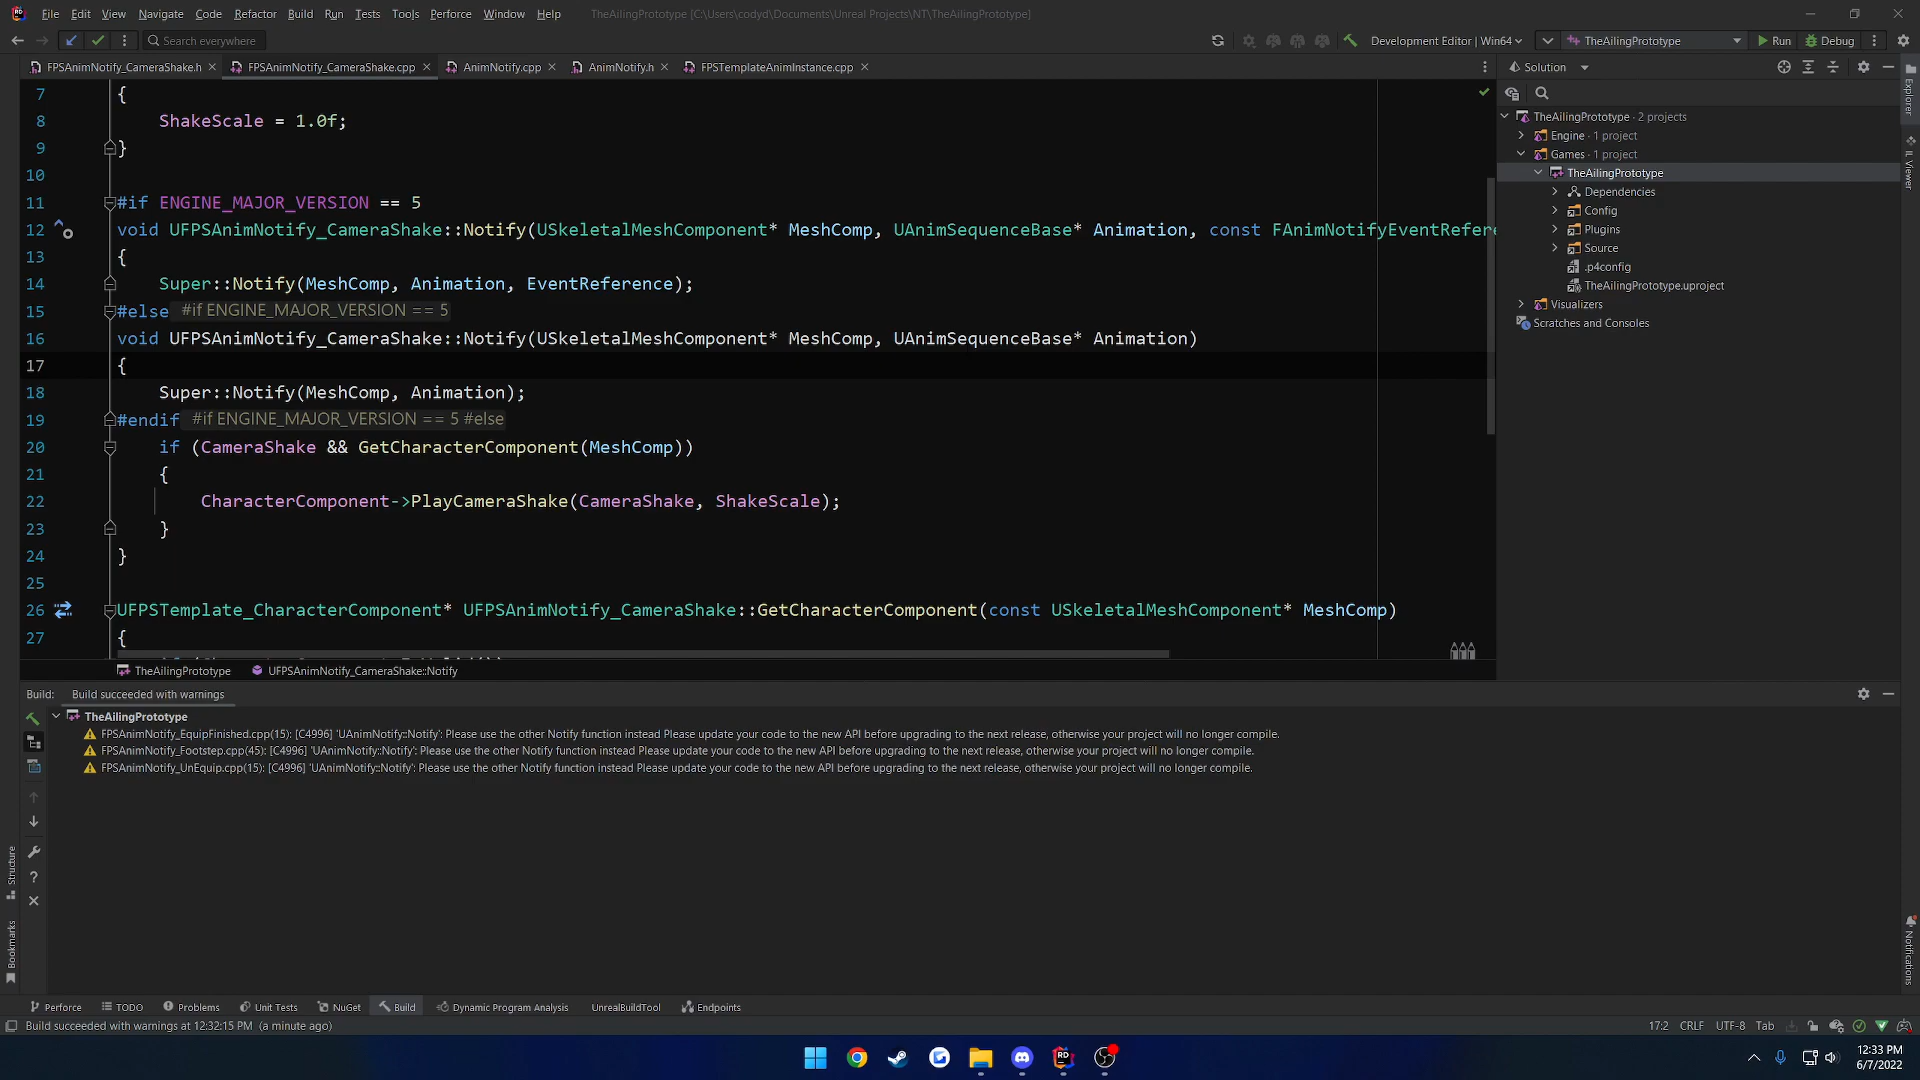 File Edit View Navigate Code Refactor Build Run Tests Tools Perforce Window Help TheAilingPrototype [C:\Users\codyd\Documents\Unreal Projects\NT\TheAilingPrototype]
Search everywhere Development Editor | Win64 TheAilingPrototype Run Debug
FPSAnimNotify_CameraShake.h FPSAnimNotify_CameraShake.cpp AnimNotify.cpp AnimNotify.h FPSTemplateAnimInstance.cpp
7 {
8 ShakeScale = 1.0f;
9 }
10
11 #if ENGINE_MAJOR_VERSION == 5
12 void UFPSAnimNotify_CameraShake::Notify(USkeletalMeshComponent* MeshComp, UAnimSequenceBase* Animation, const FAnimNotifyEventRefere
13 {
14 Super::Notify(MeshComp, Animation, EventReference);
15 #else #if ENGINE_MAJOR_VERSION == 5
16 void UFPSAnimNotify_CameraShake::Notify(USkeletalMeshComponent* MeshComp, UAnimSequenceBase* Animation)
17 {
18 Super::Notify(MeshComp, Animation);
19 #endif #if ENGINE_MAJOR_VERSION == 5 #else
20 if (CameraShake && GetCharacterComponent(MeshComp))
21 {
22 CharacterComponent->PlayCameraShake(CameraShake, ShakeScale);
23 }
24 }
25
26 UFPSTemplate_CharacterComponent* UFPSAnimNotify_CameraShake::GetCharacterComponent(const USkeletalMeshComponent* MeshComp)
27 {
TheAilingPrototype UFPSAnimNotify_CameraShake::Notify
Solution
TheAilingPrototype · 2 projects
Engine · 1 project
Games · 1 project
TheAilingPrototype
Dependencies
Config
Plugins
Source
.p4config
TheAilingPrototype.uproject
Visualizers
Scratches and Consoles
Explorer
IL Viewer
Notifications
Build: Build succeeded with warnings
TheAilingPrototype
FPSAnimNotify_EquipFinished.cpp(15): [C4996] 'UAnimNotify::Notify': Please use the other Notify function instead Please update your code to the new API before upgrading to the next release, otherwise your project will no longer compile.
FPSAnimNotify_Footstep.cpp(45): [C4996] 'UAnimNotify::Notify': Please use the other Notify function instead Please update your code to the new API before upgrading to the next release, otherwise your project will no longer compile.
FPSAnimNotify_UnEquip.cpp(15): [C4996] 'UAnimNotify::Notify': Please use the other Notify function instead Please update your code to the new API before upgrading to the next release, otherwise your project will no longer compile.
Structure
Bookmarks
Perforce TODO Problems Unit Tests NuGet Build Dynamic Program Analysis UnrealBuildTool Endpoints
Build succeeded with warnings at 12:32:15 PM (a minute ago) 17:2 CRLF UTF-8 Tab
12:33 PM
6/7/2022